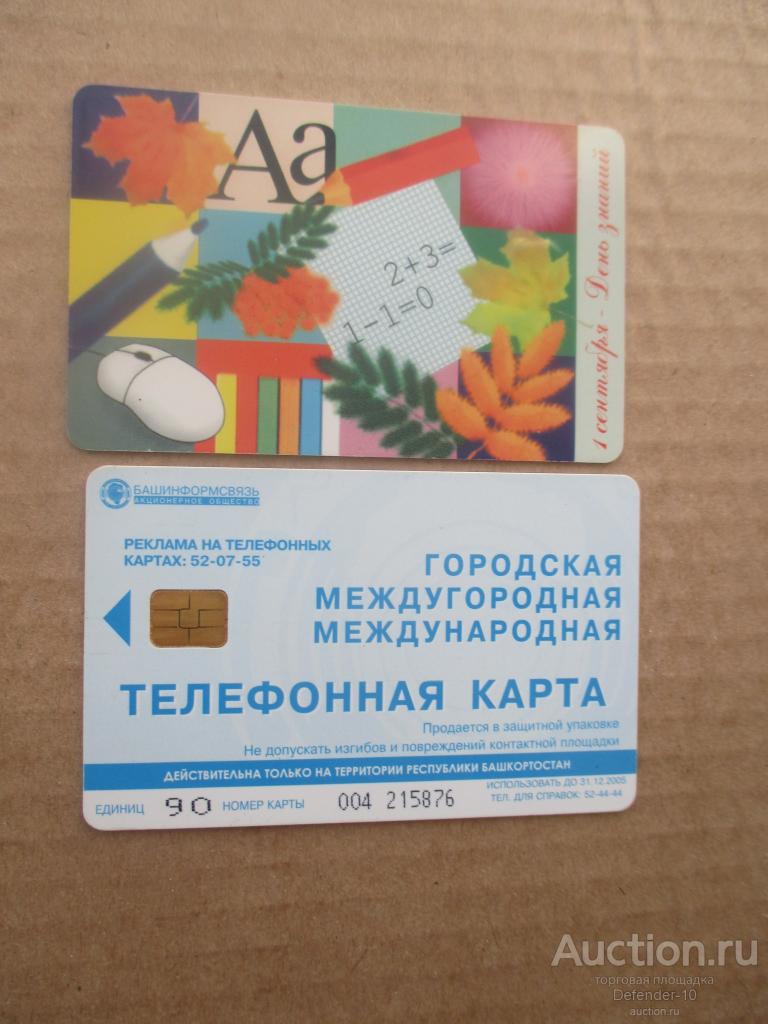 Aa
2+3=
1-1=0
1 сентября - День знаний
БАШИНФОРМСВЯЗЬ
АКЦИОНЕРНОЕ ОБЩЕСТВО
РЕКЛАМА НА ТЕЛЕФОННЫХ
КАРТАХ: 52-07-55
ГОРОДСКАЯ
МЕЖДУГОРОДНАЯ
МЕЖДУНАРОДНАЯ
ТЕЛЕФОННАЯ КАРТА
Продается в защитной упаковке
Не допускать изгибов и повреждений контактной площадки
ДЕЙСТВИТЕЛЬНА ТОЛЬКО НА ТЕРРИТОРИИ РЕСПУБЛИКИ БАШКОРТОСТАН
ЕДИНИЦ 90 НОМЕР КАРТЫ 004 215876
ИСПОЛЬЗОВАТЬ ДО 31.12.2005
ТЕЛ. ДЛЯ СПРАВОК: 52-44-44
Auction.ru
торговая площадка
Defender-10
auction.ru